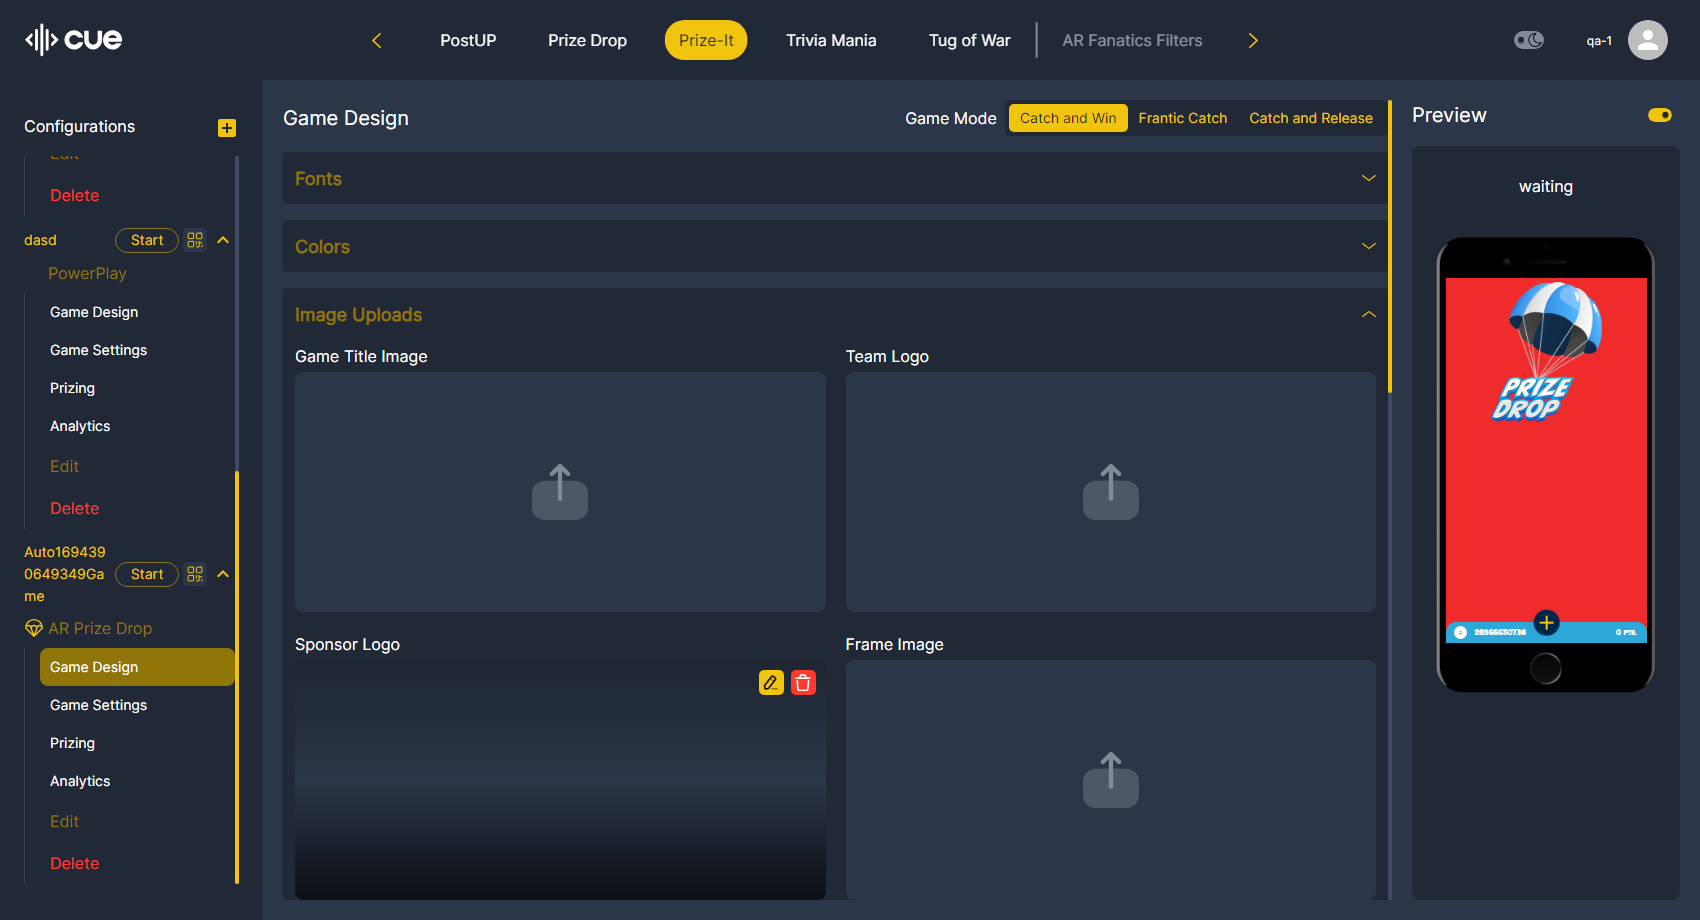 cue
PostUP
Prize Drop
Prize-It
Trivia Mania
Tug of War
AR Fanatics Filters
qa-1
Configurations
Edit
Delete
dasd
Start
PowerPlay
Game Design
Game Settings
Prizing
Analytics
Edit
Delete
Auto169439
0649349Ga
me
Start
AR Prize Drop
Game Design
Game Settings
Prizing
Analytics
Edit
Delete
Game Design
Game Mode
Catch and Win
Frantic Catch
Catch and Release
Fonts
Colors
Image Uploads
Game Title Image
Team Logo
Sponsor Logo
Frame Image
Preview
waiting
PRIZE
DROP
0 PTS.